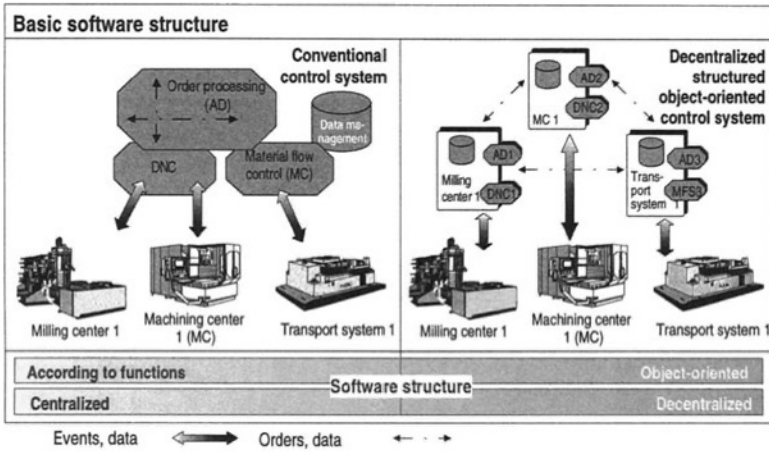 Basic software structure
Conventional
control system
Order processing
(AD)
Data ma-
nagement
DNC
Material flow
control (MC)
Milling center 1
Machining center
1 (MC)
Transport system 1
Decentralized
structured
object-oriented
control system
AD2
DNC2
MC 1
AD1
Milling
center 1
DNC1
AD3
Trans-
port
system 1
MFS3
Milling center 1
Machining center
1 (MC)
Transport system 1
According to functions
Object-oriented
Software structure
Centralized
Decentralized
Events, data
Orders, data